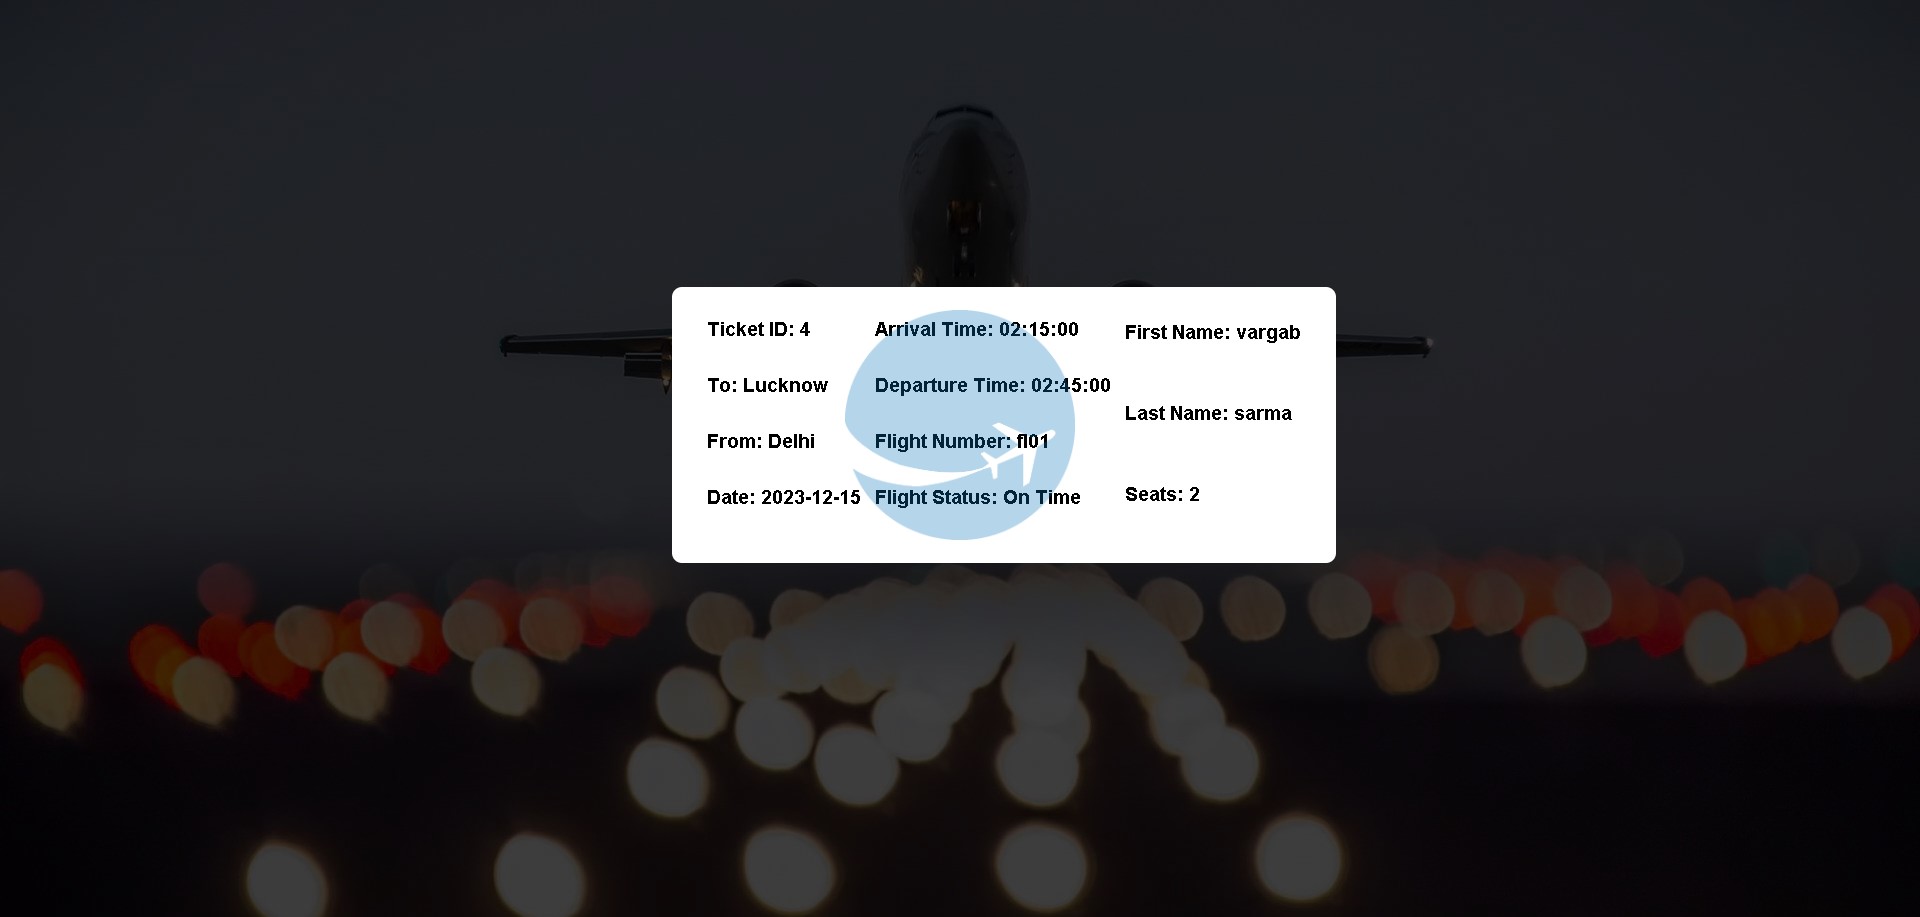 Ticket ID: 4
To: Lucknow
From: Delhi
Date: 2023-12-15
Arrival Time: 02:15:00
Departure Time: 02:45:00
Flight Number: fl01
Flight Status: On Time
First Name: vargab
Last Name: sarma
Seats: 2